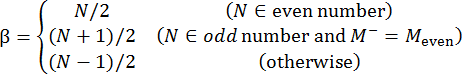 N/2 (N ∈ even number)
β = { (N + 1)/2 (N ∈ odd number and M⁻ = M_even)
(N − 1)/2 (otherwise)